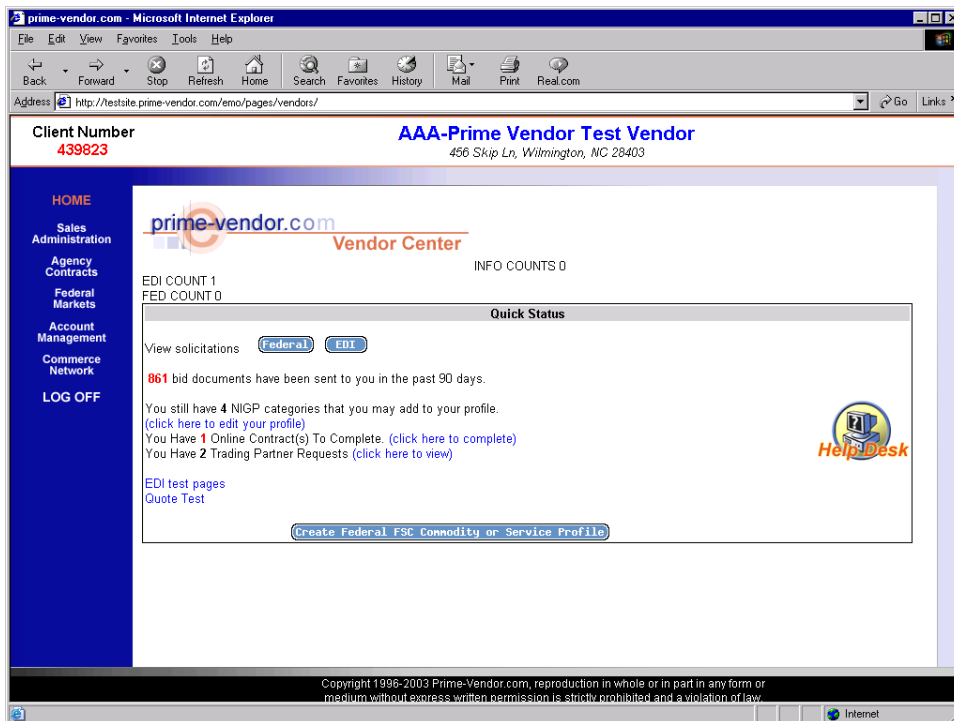 prime-vendor.com - Microsoft Internet Explorer
File Edit View Favorites Tools Help
Back Forward Stop Refresh Home Search Favorites History Mail Print Real.com
Address http://testsite.prime-vendor.com/emo/pages/vendors/ Go Links
Client Number
439823
AAA-Prime Vendor Test Vendor
456 Skip Ln, Wilmington, NC 28403
HOME
Sales
Administration
Agency
Contracts
Federal
Markets
Account
Management
Commerce
Network
LOG OFF
prime-vendor.com
Vendor Center
INFO COUNTS 0
EDI COUNT 1
FED COUNT 0
Quick Status
View solicitations Federal EDI
861 bid documents have been sent to you in the past 90 days.
You still have 4 NIGP categories that you may add to your profile.
(click here to edit your profile)
You Have 1 Online Contract(s) To Complete. (click here to complete)
You Have 2 Trading Partner Requests (click here to view)
Help Desk
EDI test pages
Quote Test
Create Federal FSC Commodity or Service Profile
Copyright 1996-2003 Prime-Vendor.com, reproduction in whole or in part in any form or
medium without express written permission is strictly prohibited and a violation of law.
Internet